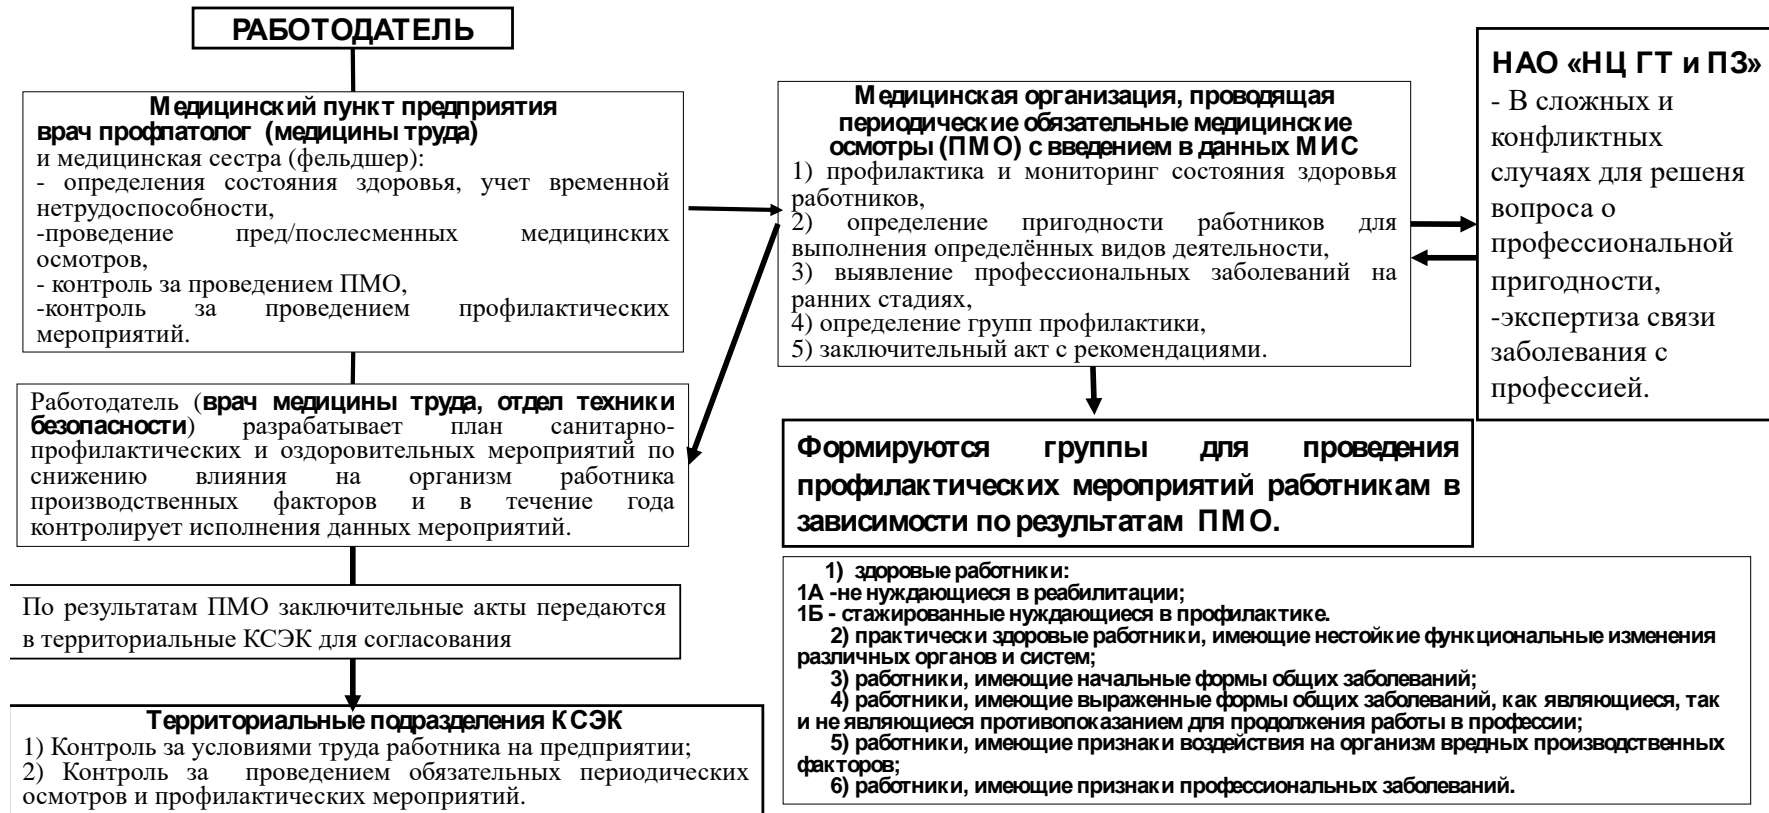 РАБОТОДАТЕЛЬ
Медицинский пункт предприятия
врач профпатолог (медицины труда)
и медицинская сестра (фельдшер):
- определения состояния здоровья, учет временной
нетрудоспособности,
-проведение пред/послесменных медицинских
осмотров,
- контроль за проведением ПМО,
-контроль за проведением профилактических
мероприятий.
Работодатель (врач медицины труда, отдел техники
безопасности) разрабатывает план санитарно-
профилактических и оздоровительных мероприятий по
снижению влияния на организм работника
производственных факторов и в течение года
контролирует исполнения данных мероприятий.
По результатам ПМО заключительные акты передаются
в территориальные КСЭК для согласования
Территориальные подразделения КСЭК
1) Контроль за условиями труда работника на предприятии;
2) Контроль за проведением обязательных периодических
осмотров и профилактических мероприятий.
Медицинская организация, проводящая
периодические обязательные медицинские
осмотры (ПМО) с введением в данных МИС
1) профилактика и мониторинг состояния здоровья
работников,
2) определение пригодности работников для
выполнения определённых видов деятельности,
3) выявление профессиональных заболеваний на
ранних стадиях,
4) определение групп профилактики,
5) заключительный акт с рекомендациями.
Формируются группы для проведения
профилактических мероприятий работникам в
зависимости по результатам ПМО.
1) здоровые работники:
1А -не нуждающиеся в реабилитации;
1Б - стажированные нуждающиеся в профилактике.
2) практически здоровые работники, имеющие нестойкие функциональные изменения
различных органов и систем;
3) работники, имеющие начальные формы общих заболеваний;
4) работники, имеющие выраженные формы общих заболеваний, как являющиеся, так
и не являющиеся противопоказанием для продолжения работы в профессии;
5) работники, имеющие признаки воздействия на организм вредных производственных
факторов;
6) работники, имеющие признаки профессиональных заболеваний.
НАО «НЦ ГТ и ПЗ»
- В сложных и
конфликтных
случаях для решеня
вопроса о
профессиональной
пригодности,
-экспертиза связи
заболевания с
профессией.